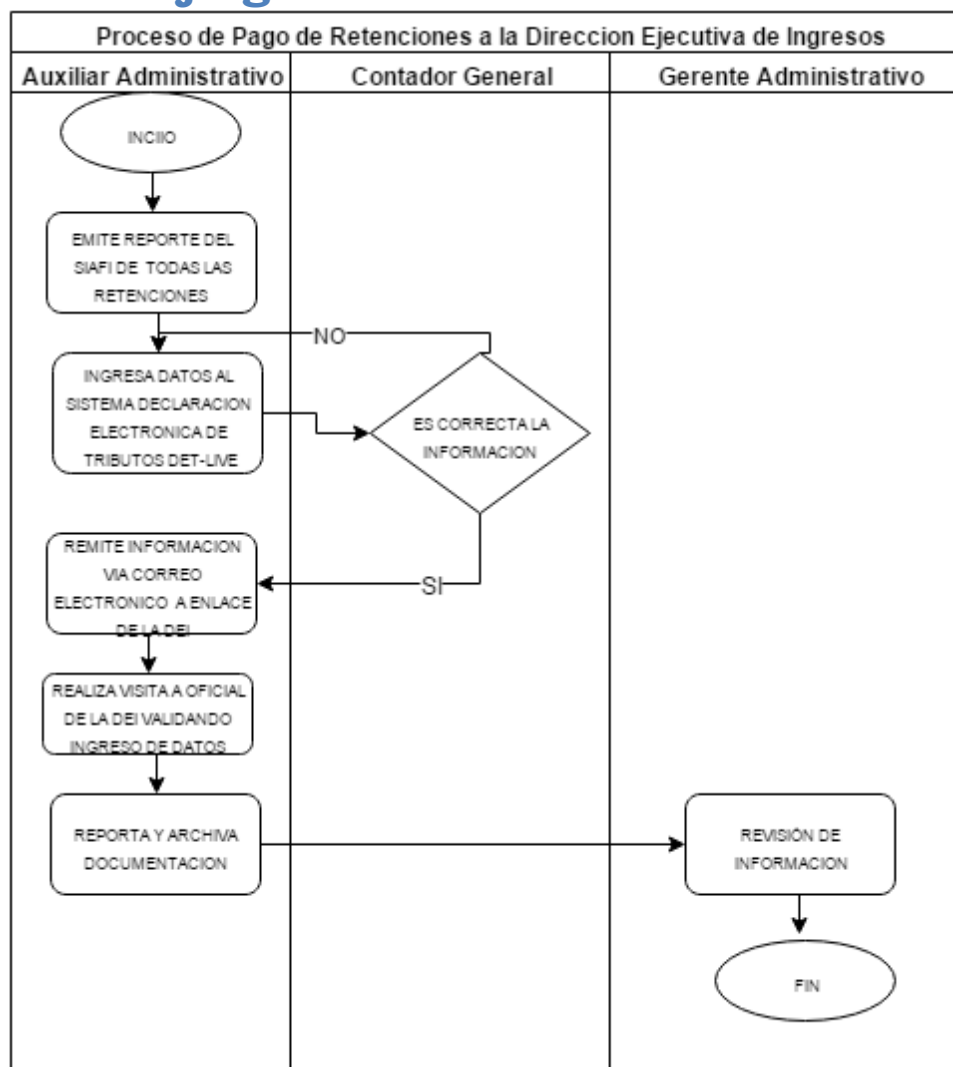 Proceso de Pago de Retenciones a la Direccion Ejecutiva de Ingresos
Auxiliar Administrativo
Contador General
Gerente Administrativo
INCIIO
EMITE REPORTE DEL
SIAFI DE TODAS LAS
RETENCIONES
NO
INGRESA DATOS AL
SISTEMA DECLARACION
ELECTRONICA DE
TRIBUTOS DET-LIVE
ES CORRECTA LA
INFORMACION
REMITE INFORMACION
VIA CORREO
ELECTRONICO A ENLACE
DE LA DEI
SI
REALIZA VISITA A OFICIAL
DE LA DEI VALIDANDO
INGRESO DE DATOS
REPORTA Y ARCHIVA
DOCUMENTACION
REVISIÓN DE
INFORMACION
FIN